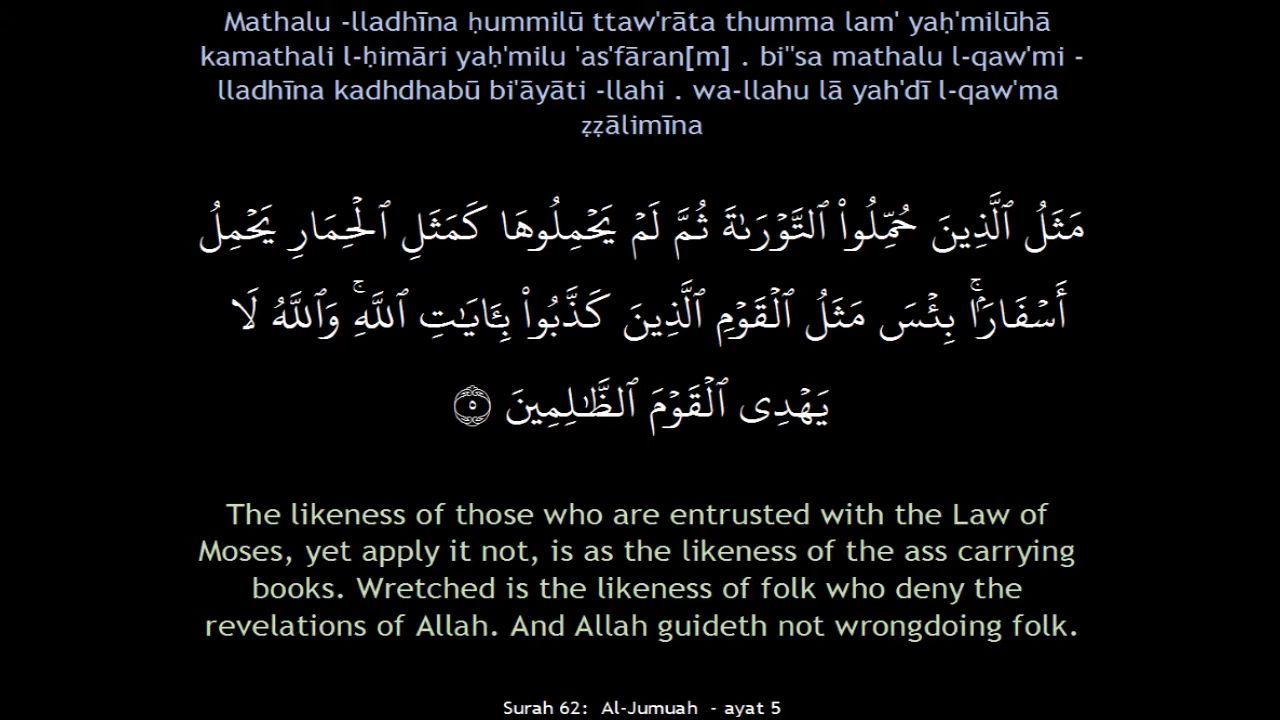 Mathalu -lladhīna ḥummilū ttaw'rāta thumma lam' yaḥ'milūhā
kamathali l-ḥimāri yaḥ'milu 'as'fāran[m] . bi''sa mathalu l-qaw'mi -
lladhīna kadhdhabū bi'āyāti -llahi . wa-llahu lā yah'dī l-qaw'ma
ẓẓālimīna
مَثَلُ ٱلَّذِينَ حُمِّلُوا۟ ٱلتَّوْرَىٰةَ ثُمَّ لَمْ يَحْمِلُوهَا كَمَثَلِ ٱلْحِمَارِ يَحْمِلُ
أَسْفَارًۢا ۚ بِئْسَ مَثَلُ ٱلْقَوْمِ ٱلَّذِينَ كَذَّبُوا۟ بِـَٔايَـٰتِ ٱللَّهِ ۚ وَٱللَّهُ لَا
يَهْدِى ٱلْقَوْمَ ٱلظَّـٰلِمِينَ ٥
The likeness of those who are entrusted with the Law of
Moses, yet apply it not, is as the likeness of the ass carrying
books. Wretched is the likeness of folk who deny the
revelations of Allah. And Allah guideth not wrongdoing folk.
Surah 62: Al-Jumuah - ayat 5